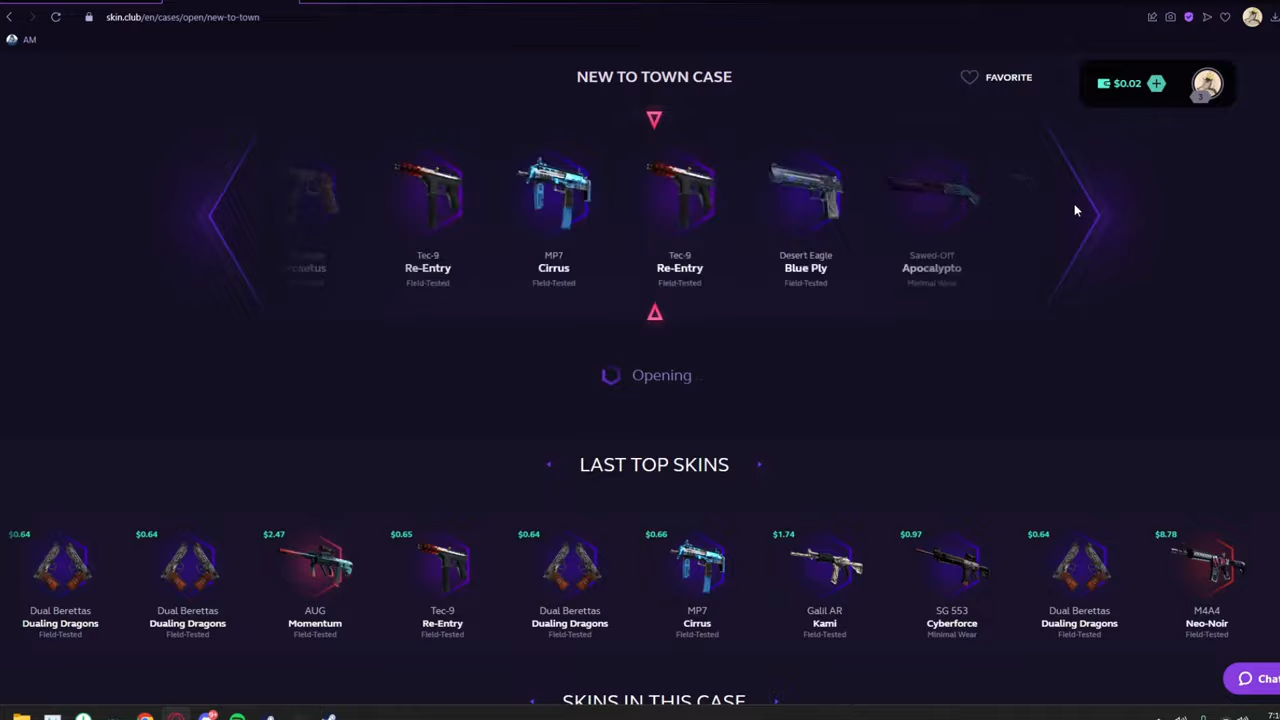 skin.club/en/cases/open/new-to-town
AM
NEW TO TOWN CASE
FAVORITE
$0.02
3
Tec-9
Re-Entry
Field-Tested
MP7
Cirrus
Field-Tested
Tec-9
Re-Entry
Field-Tested
Desert Eagle
Blue Ply
Field-Tested
Sawed-Off
Apocalypto
Minimal Wear
Opening ..
LAST TOP SKINS
$0.64
Dual Berettas
Dualing Dragons
Field-Tested
$0.64
Dual Berettas
Dualing Dragons
Field-Tested
$2.47
AUG
Momentum
Field-Tested
$0.65
Tec-9
Re-Entry
Field-Tested
$0.64
Dual Berettas
Dualing Dragons
Field-Tested
$0.66
MP7
Cirrus
Field-Tested
$1.74
Galil AR
Kami
Field-Tested
$0.97
SG 553
Cyberforce
Minimal Wear
$0.64
Dual Berettas
Dualing Dragons
Field-Tested
$8.78
M4A4
Neo-Noir
Field-Tested
Chat
SKINS IN THIS CASE